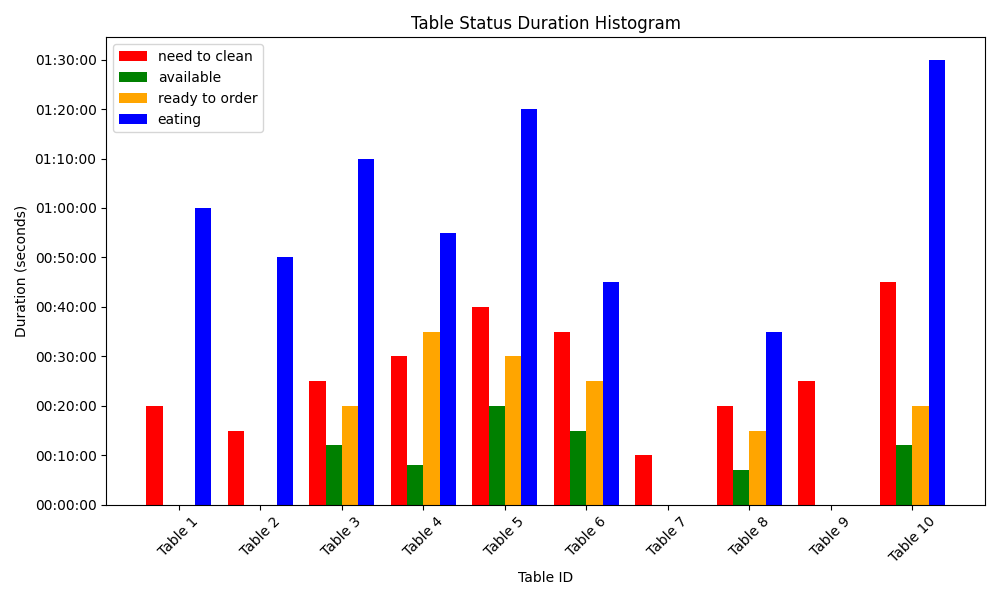 Table Status Duration Histogram
need to clean
available
ready to order
eating
Duration (seconds)
01:30:00
01:20:00
01:10:00
01:00:00
00:50:00
00:40:00
00:30:00
00:20:00
00:10:00
00:00:00
Table 1
Table 2
Table 3
Table 4
Table 5
Table 6
Table 7
Table 8
Table 9
Table 10
Table ID